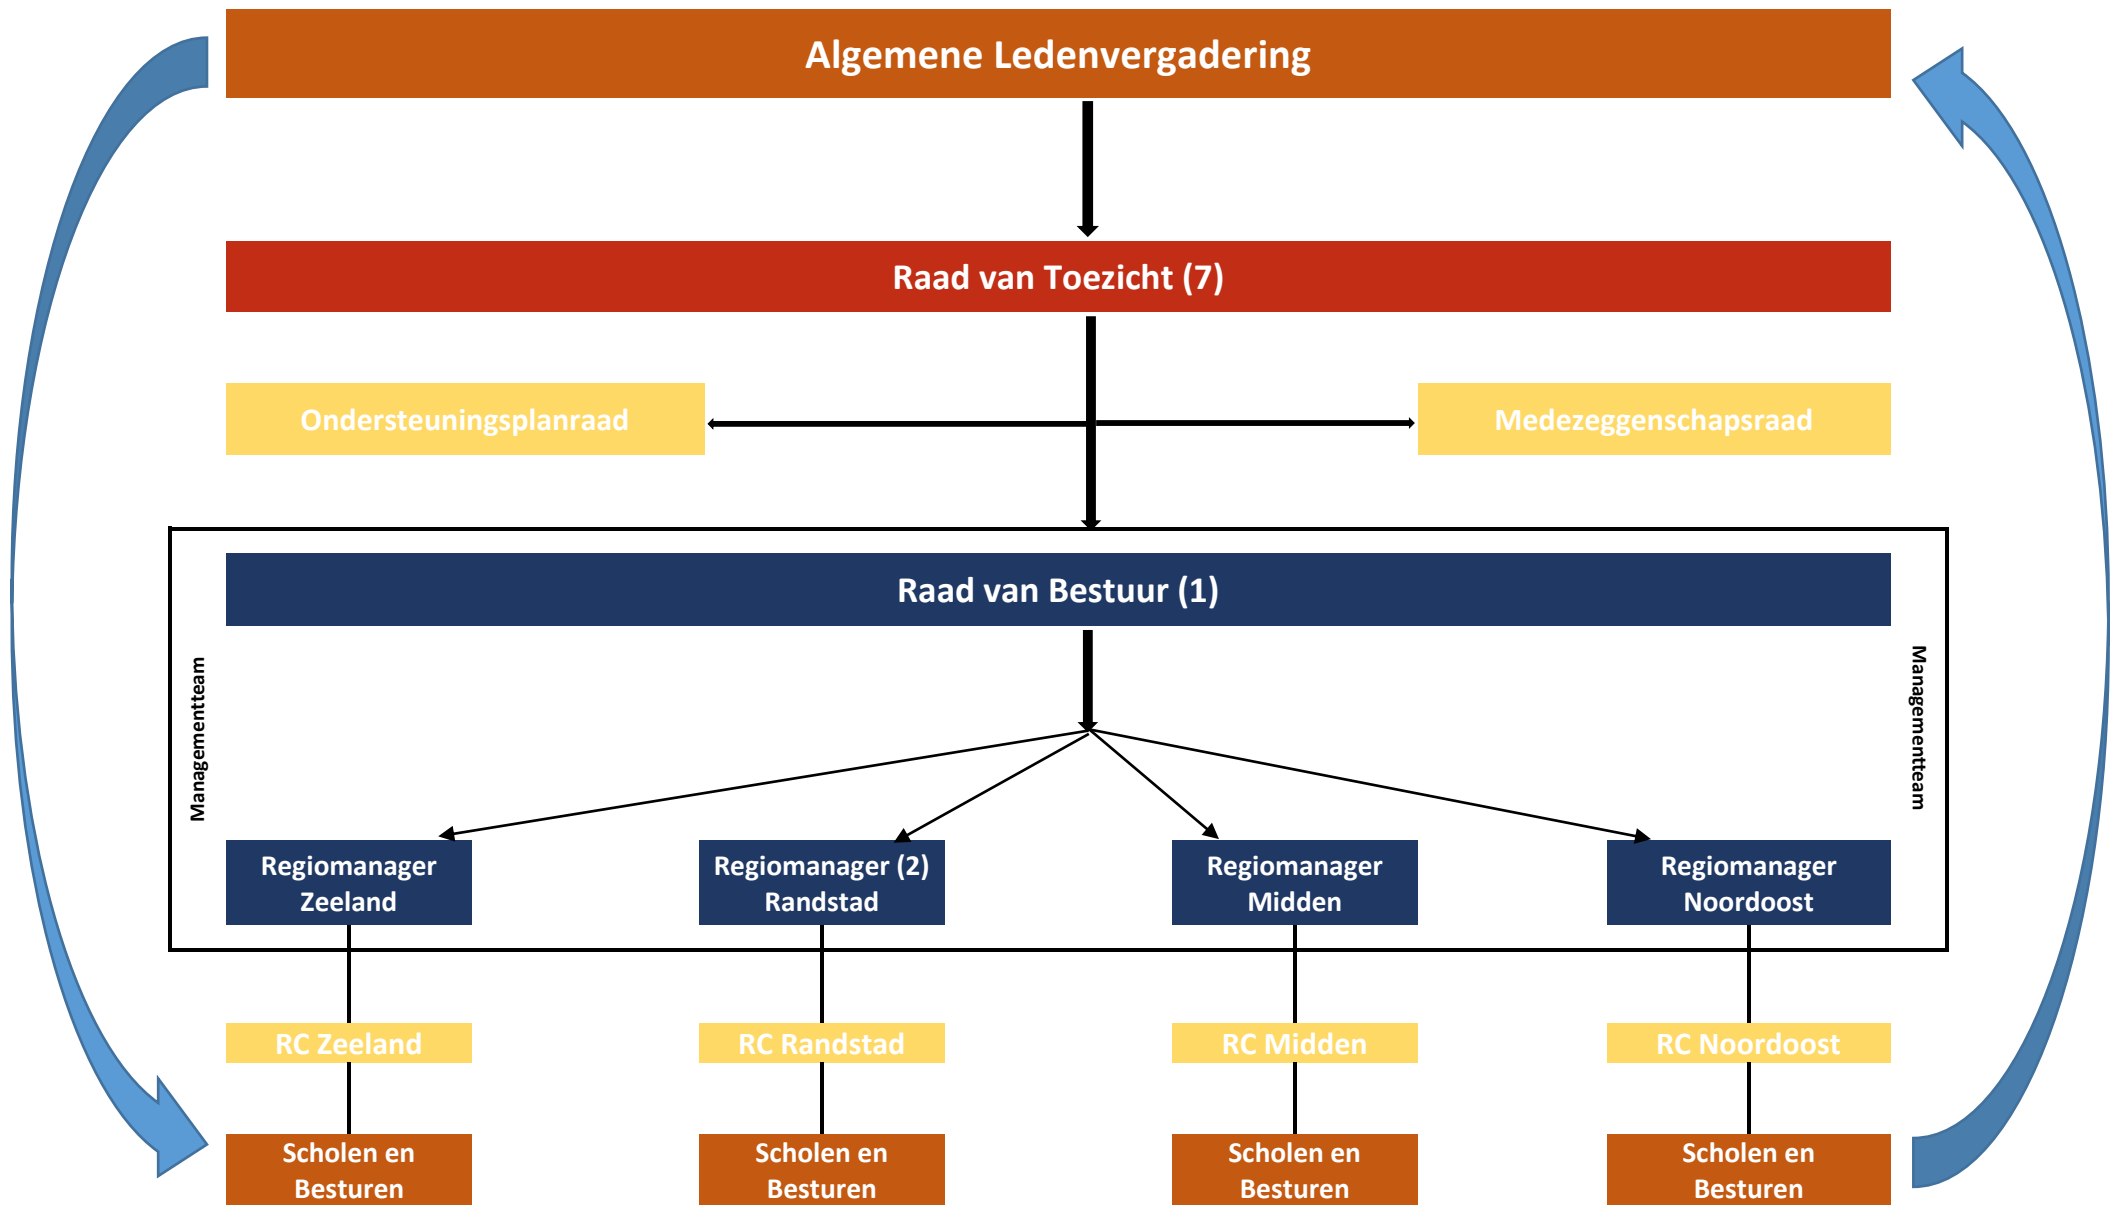 Algemene Ledenvergadering
Raad van Toezicht (7)
Ondersteuningsplanraad
Medezeggenschapsraad
Raad van Bestuur (1)
Managementteam
Managementteam
Regiomanager
Zeeland
Regiomanager (2)
Randstad
Regiomanager
Midden
Regiomanager
Noordoost
RC Zeeland
RC Randstad
RC Midden
RC Noordoost
Scholen en
Besturen
Scholen en
Besturen
Scholen en
Besturen
Scholen en
Besturen